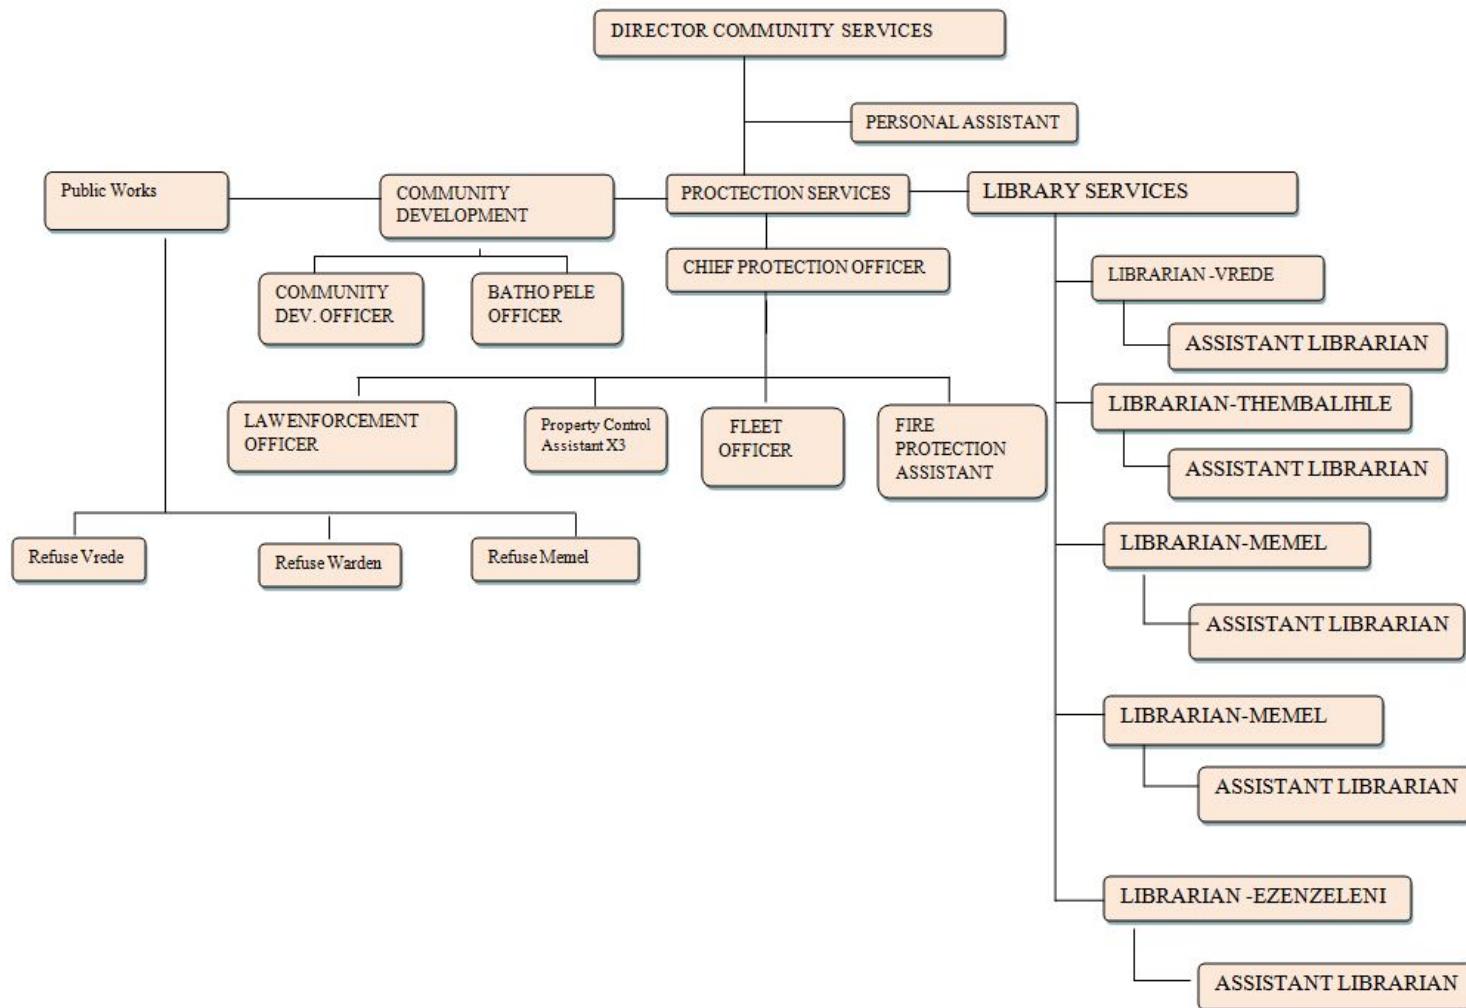 DIRECTOR COMMUNITY SERVICES
PERSONAL ASSISTANT
Public Works
COMMUNITY
DEVELOPMENT
PROCTECTION SERVICES
LIBRARY SERVICES
COMMUNITY
DEV. OFFICER
BATHO PELE
OFFICER
CHIEF PROTECTION OFFICER
LAW ENFORCEMENT
OFFICER
Property Control
Assistant X3
FLEET
OFFICER
FIRE
PROTECTION
ASSISTANT
Refuse Vrede
Refuse Warden
Refuse Memel
LIBRARIAN -VREDE
ASSISTANT LIBRARIAN
LIBRARIAN-THEMBALIHLE
ASSISTANT LIBRARIAN
LIBRARIAN-MEMEL
ASSISTANT LIBRARIAN
LIBRARIAN-MEMEL
ASSISTANT LIBRARIAN
LIBRARIAN -EZENZELENI
ASSISTANT LIBRARIAN